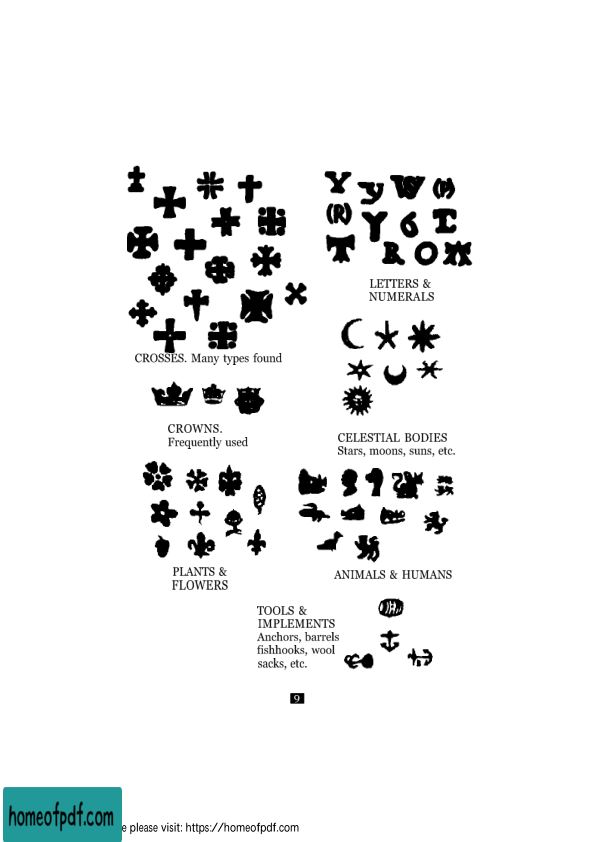 Y y W (P)
(R) Y 6 E
T R O M
LETTERS &
NUMERALS
CROSSES. Many types found
CROWNS.
Frequently used
CELESTIAL BODIES
Stars, moons, suns, etc.
PLANTS &
FLOWERS
ANIMALS & HUMANS
TOOLS &
IMPLEMENTS
Anchors, barrels
fishhooks, wool
sacks, etc.
9
homeofpdf.com
e please visit: https://homeofpdf.com